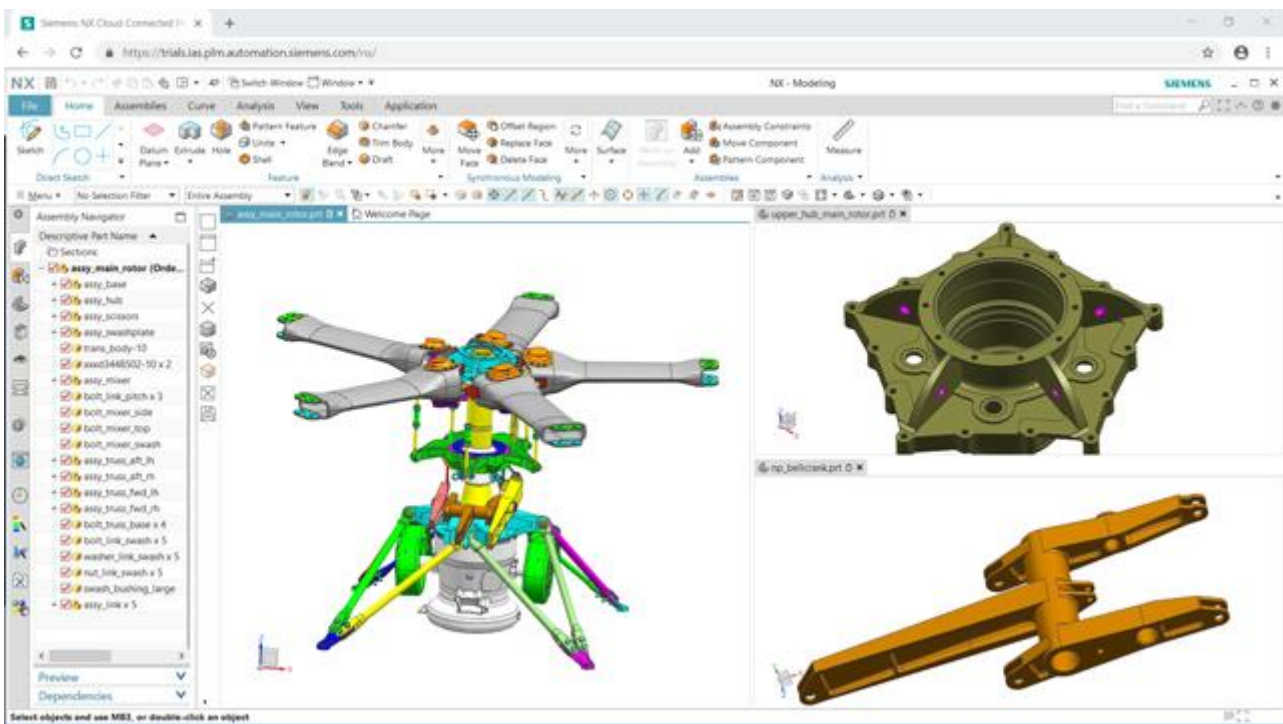 Siemens NX Cloud Connected Pr
https://trials.ias.plm.automation.siemens.com/nx/
NX Switch Window Window NX - Modeling SIEMENS
File Home Assemblies Curve Analysis View Tools Application Find a Command
Sketch
Direct Sketch
Datum Plane
Extrude
Hole
Pattern Feature
Unite
Shell
Edge Blend
Chamfer
Trim Body
Draft
More
Feature
Move Face
Offset Region
Replace Face
Delete Face
More
Synchronous Modeling
Surface
Add
Assembly Constraints
Move Component
Pattern Component
Assemblies
Measure
Analysis
Menu No Selection Filter Entire Assembly
Assembly Navigator
Descriptive Part Name
Sections
assy_main_rotor (Orde...
assy_base
assy_hub
assy_scissors
assy_swashplate
trans_body-10
assy_mixer
bolt_link_pitch x 3
bolt_mixer_side
bolt_mixer_top
bolt_mixer_swash
assy_truss_aft_lh
assy_truss_aft_rh
assy_truss_fwd_lh
assy_truss_fwd_rh
bolt_truss_base x 4
bolt_link_swash x 5
washer_link_swash x 5
nut_link_swash x 5
swash_bushing_large
assy_link x 5
Preview
Dependencies
assy_main_rotor.prt Welcome Page
upper_hub_main_rotor.prt
np_bellcrank.prt
Select objects and use MB3, or double-click an object